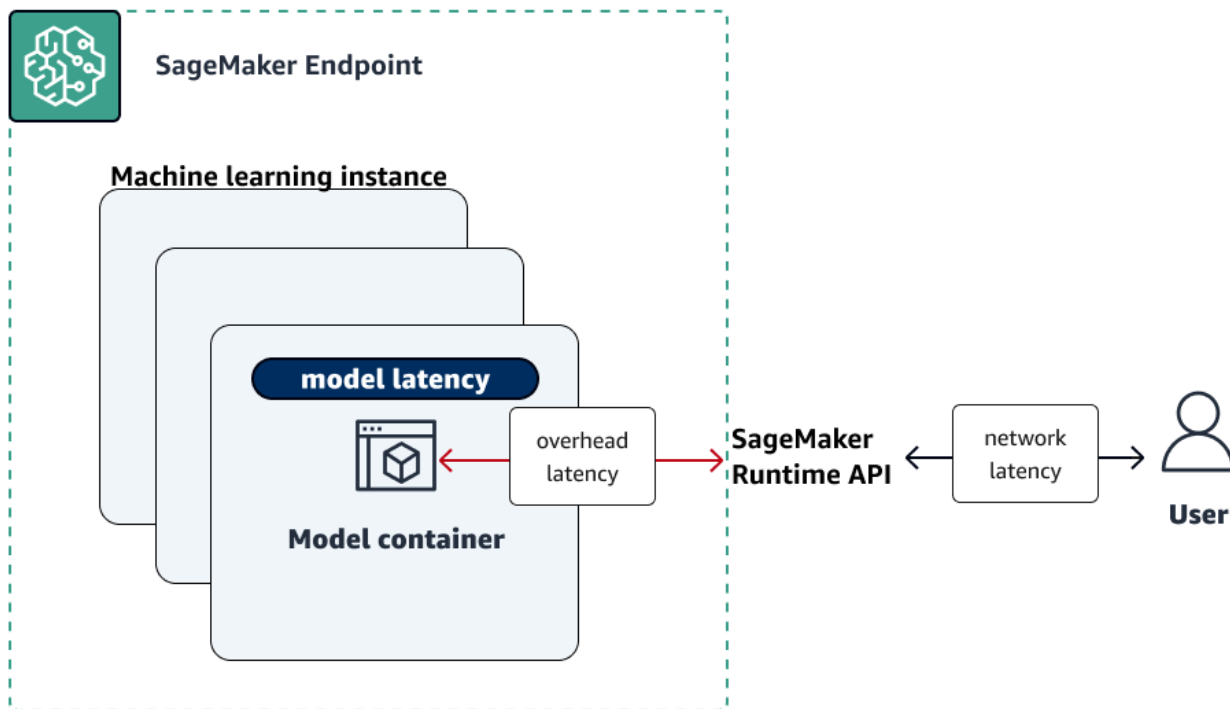 SageMaker Endpoint
Machine learning instance
model latency
overhead
latency
Model container
SageMaker
Runtime API
network
latency
User